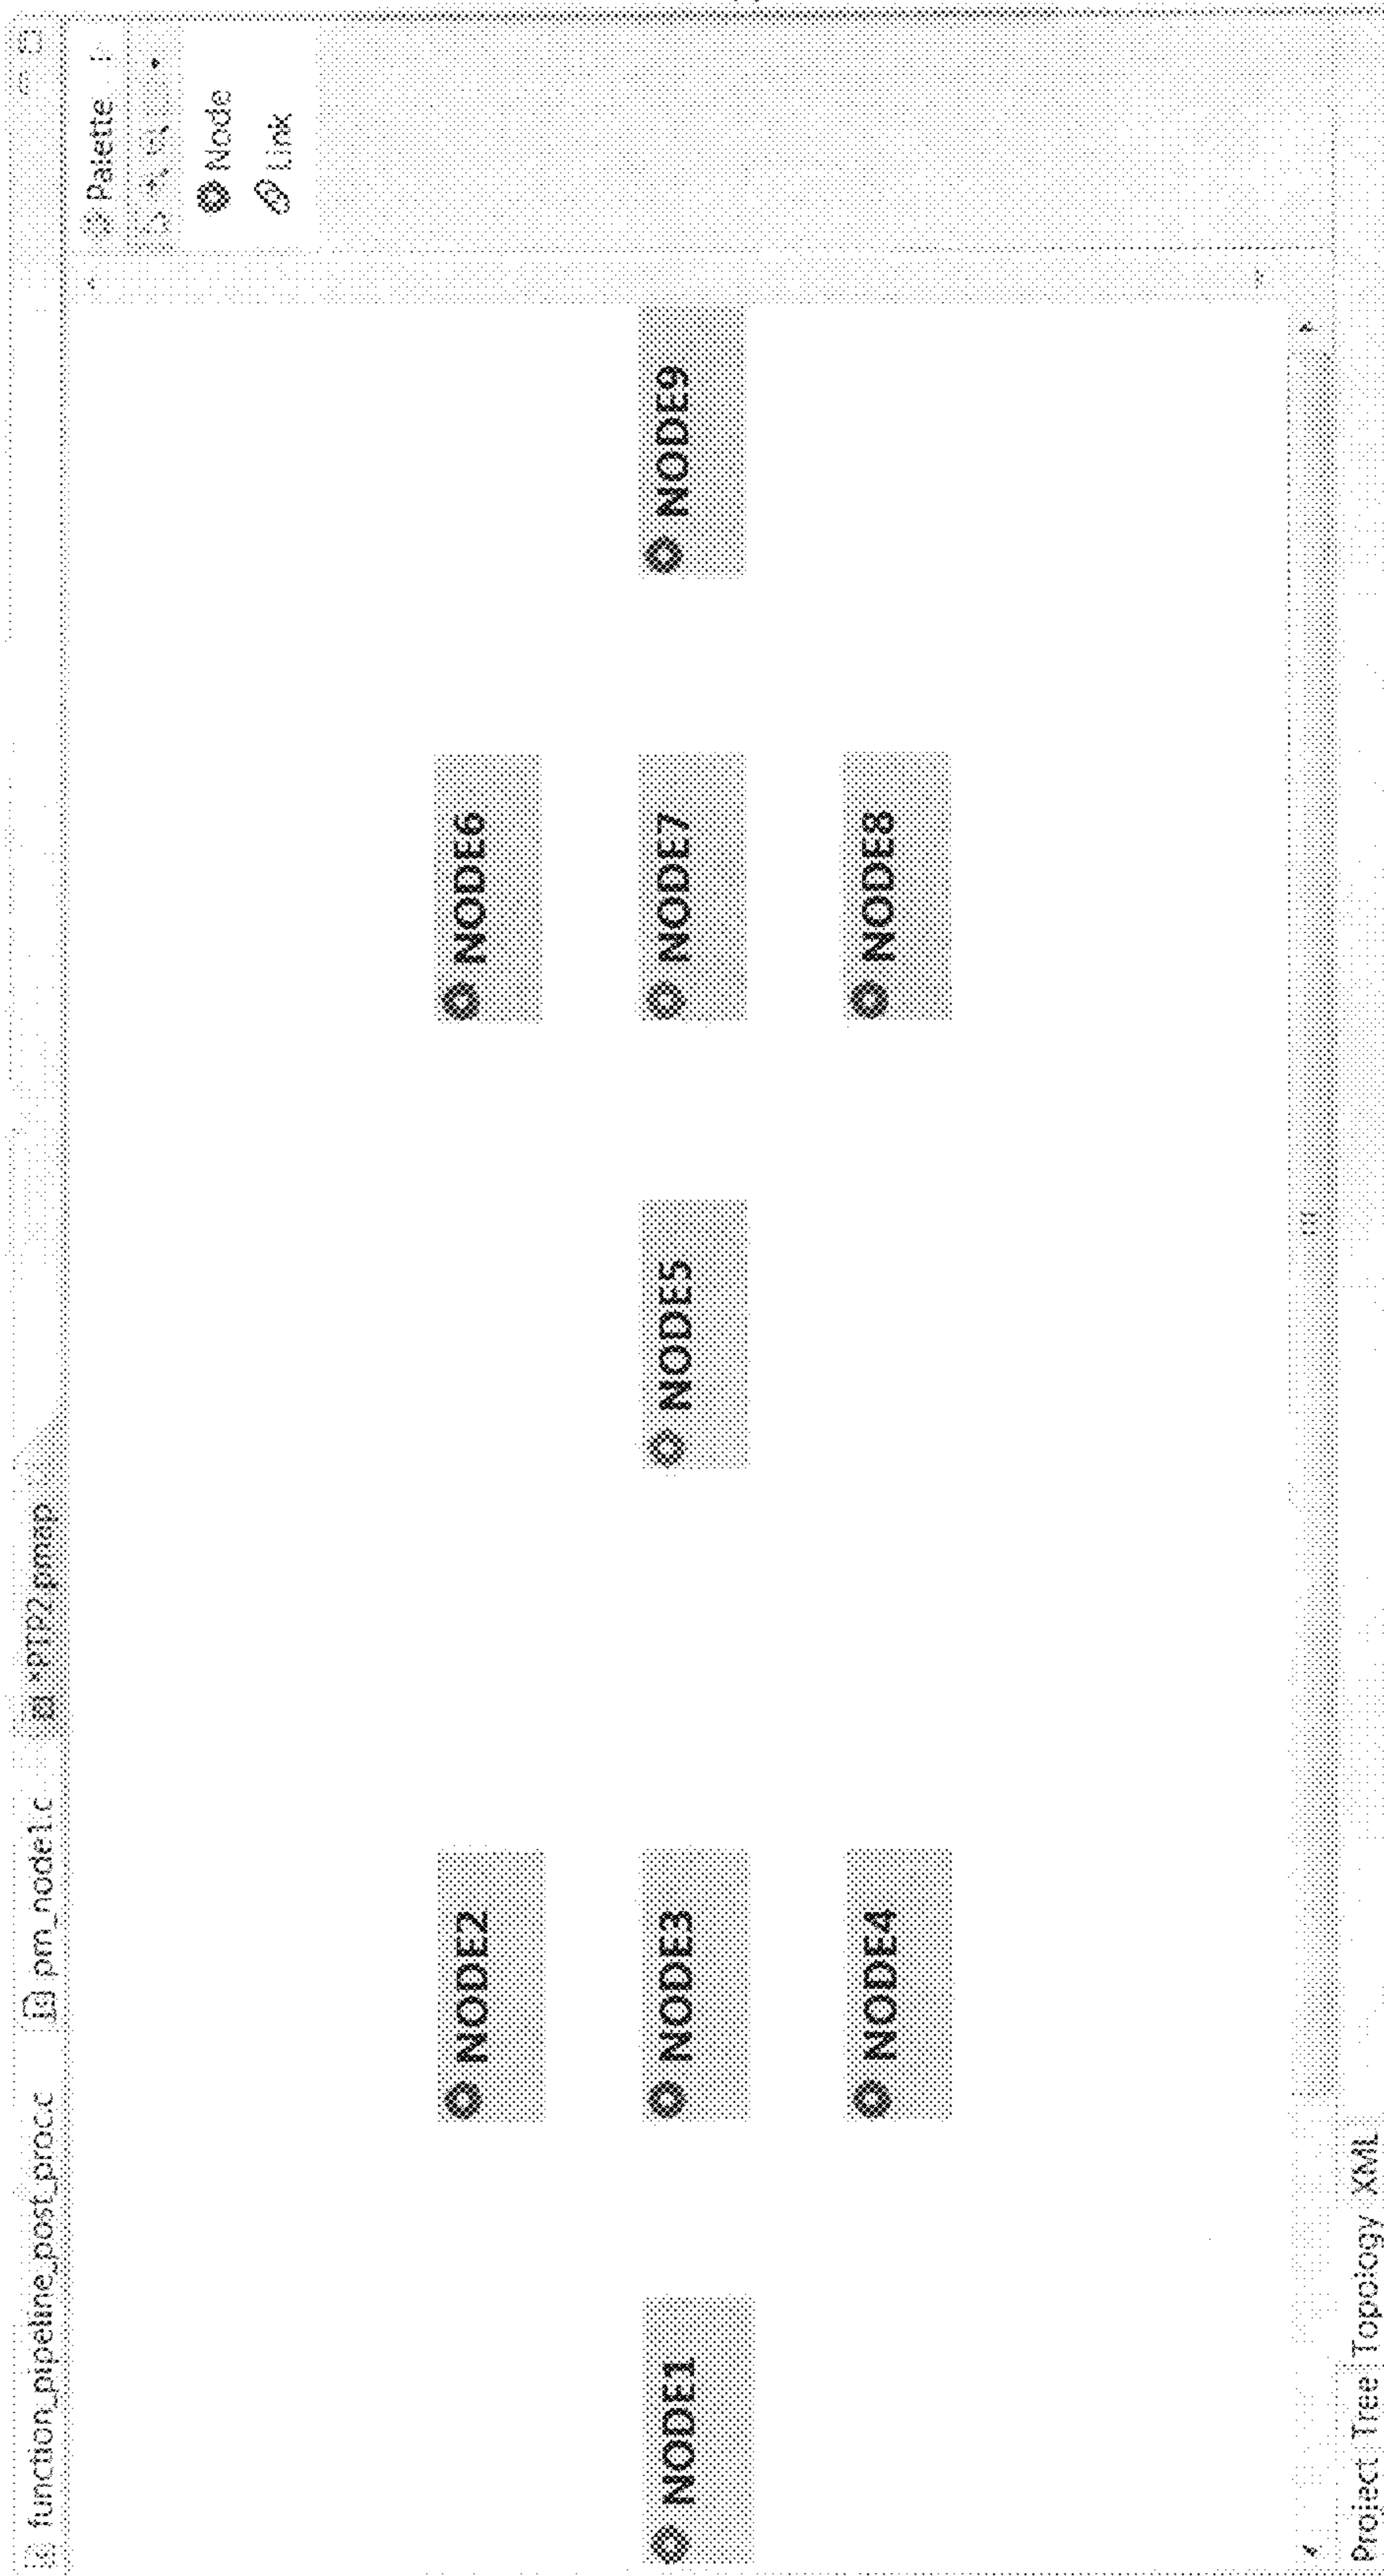 function_pipeline_post_proc.c
pm_node1.c
*PTP2.pmap
Palette
Node
Link
NODE1
NODE2
NODE3
NODE4
NODE5
NODE6
NODE7
NODE8
NODE9
Project Tree
Topology
XML